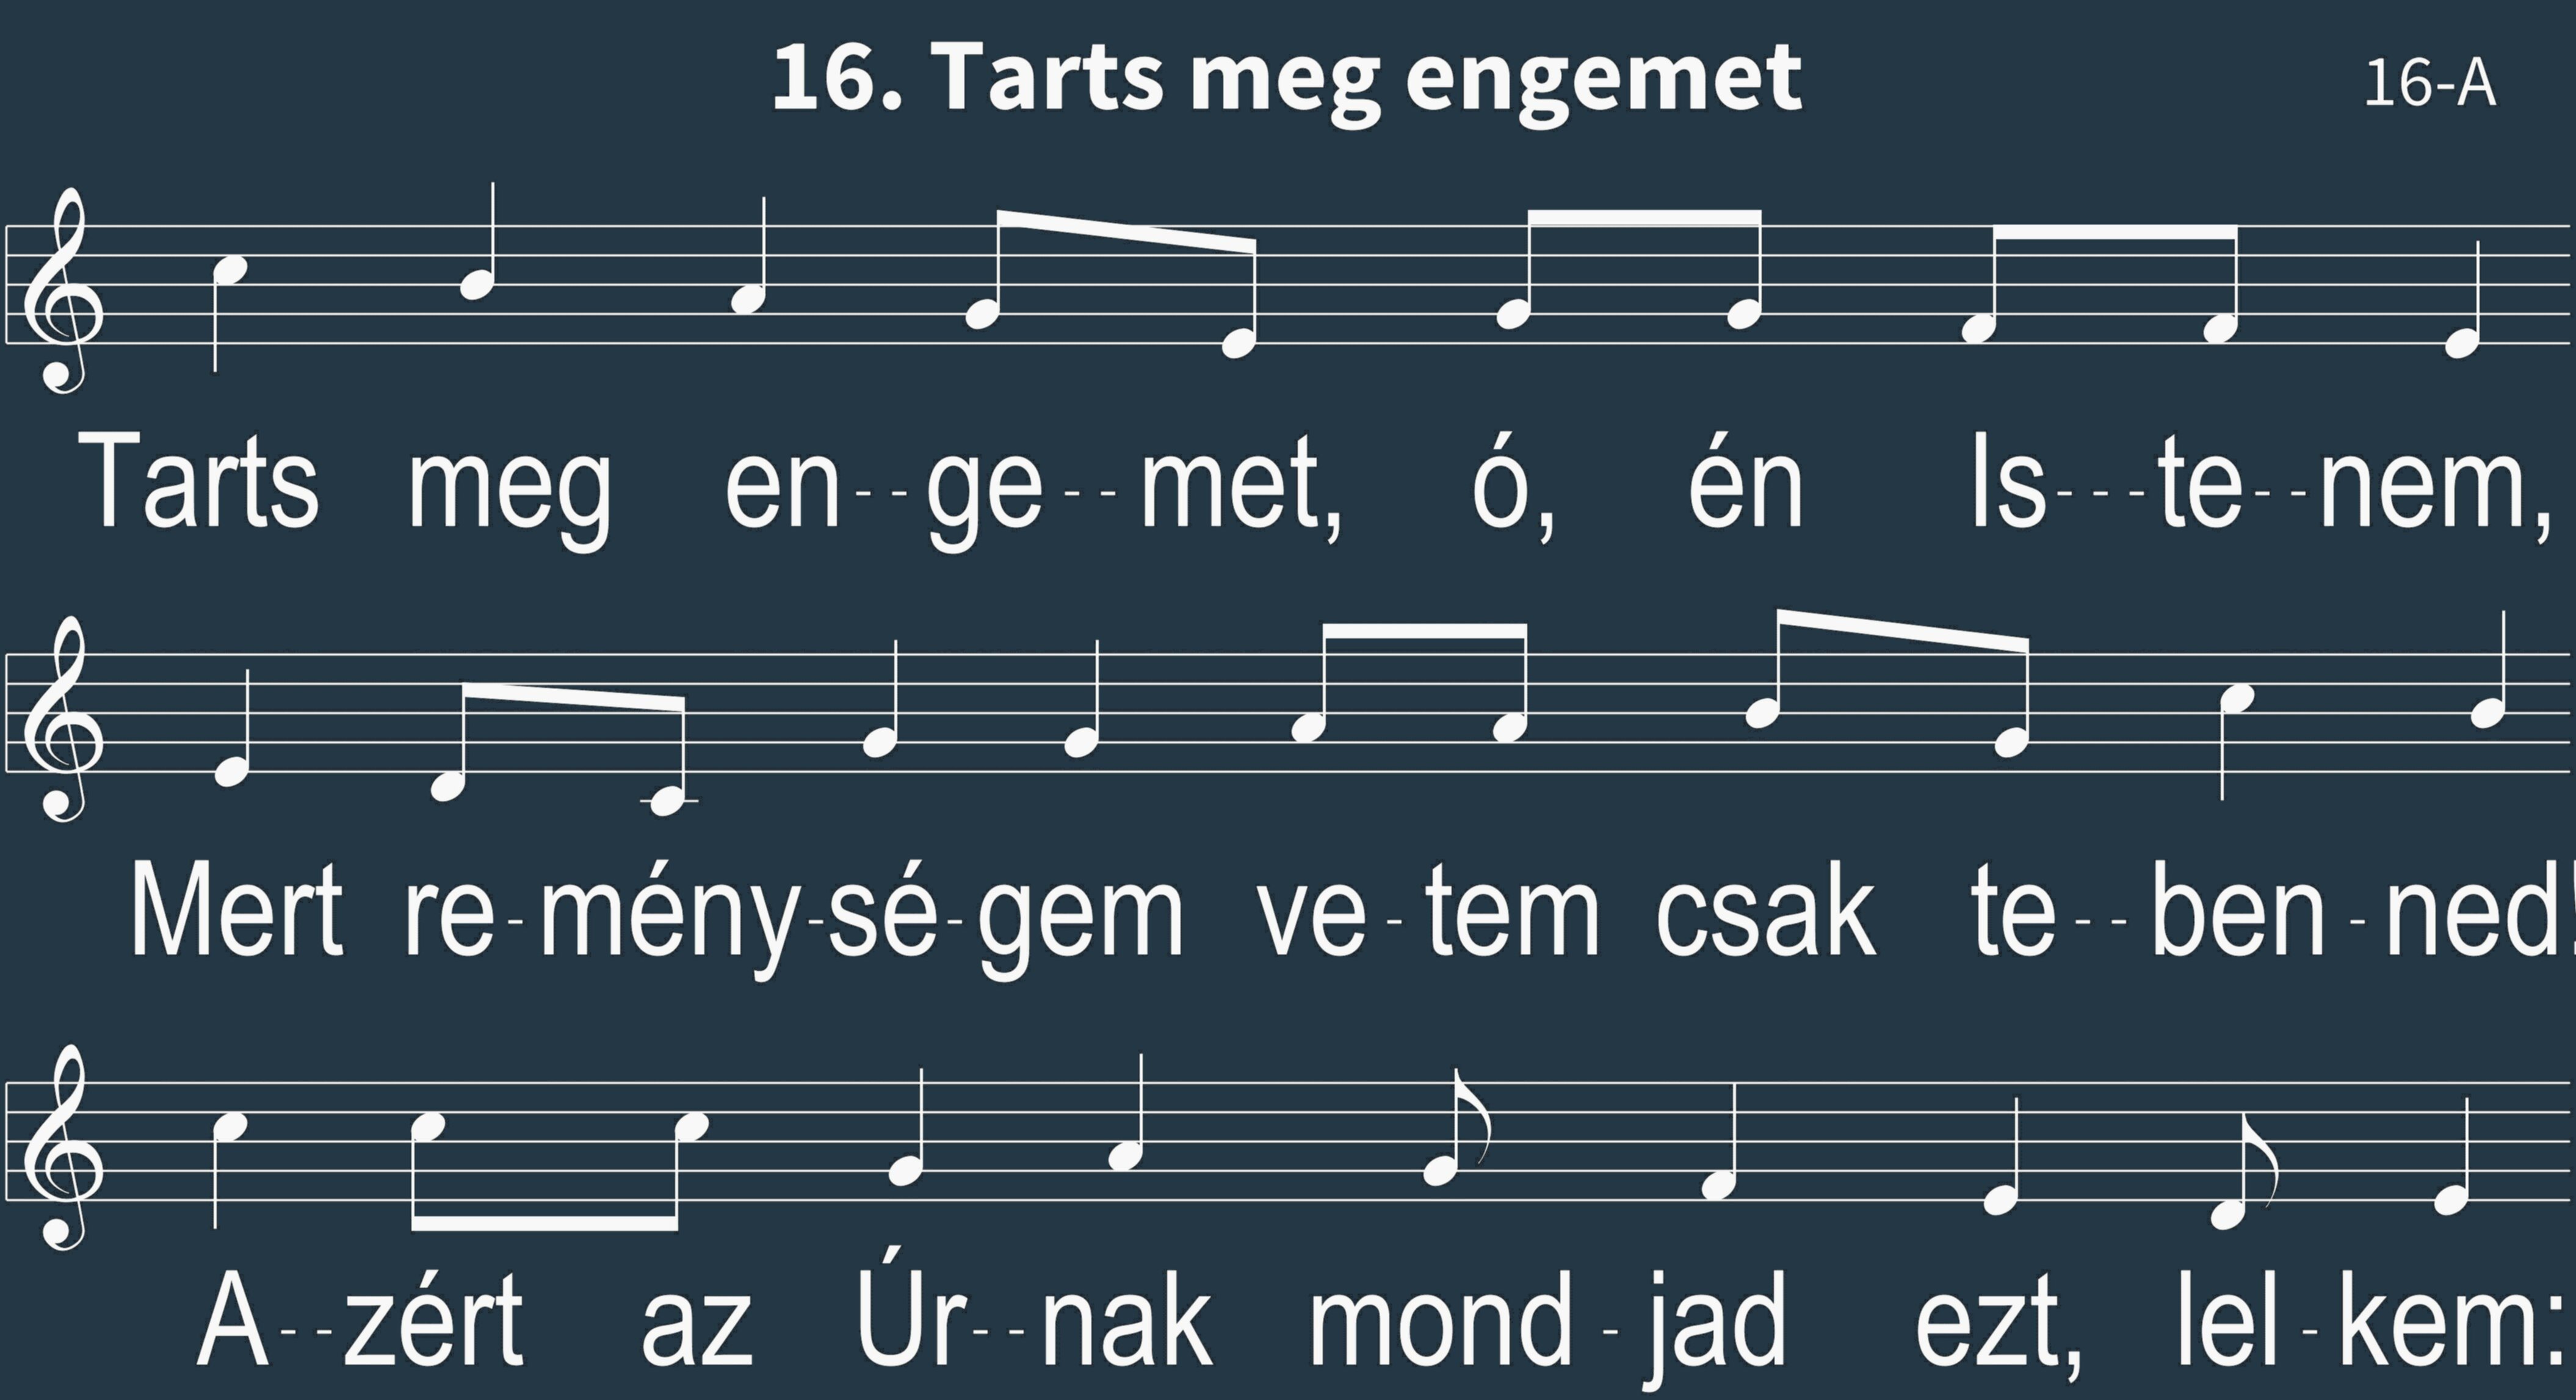 16. Tarts meg engemet
16-A
Tarts meg en--ge--met, ó, én Is---te--nem,
Mert re-mény-sé-gem ve-tem csak te--ben-ned!
A--zért az Úr--nak mond-jad ezt, lel-kem: